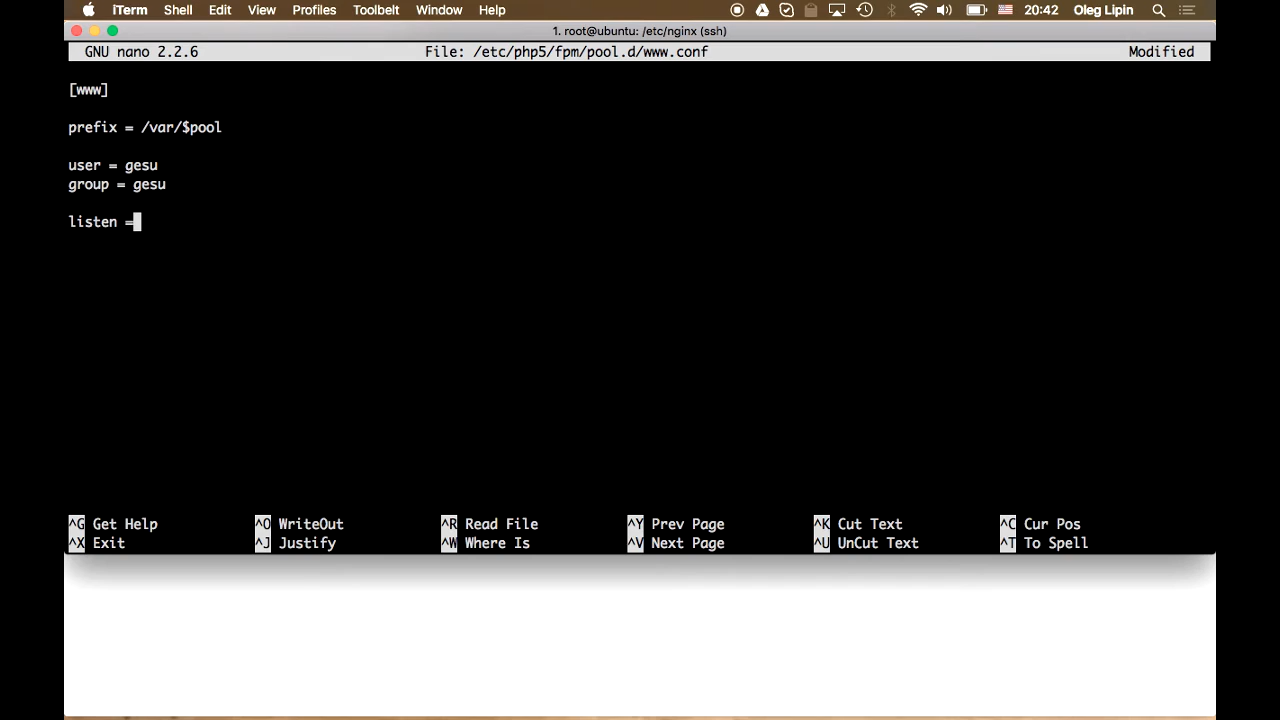 iTerm Shell Edit View Profiles Toolbelt Window Help 20:42 Oleg Lipin
1. root@ubuntu: /etc/nginx (ssh)
GNU nano 2.2.6 File: /etc/php5/fpm/pool.d/www.conf Modified
[www]
prefix = /var/$pool
user = gesu
group = gesu
listen =
^G Get Help ^O WriteOut ^R Read File ^Y Prev Page ^K Cut Text ^C Cur Pos
^X Exit ^J Justify ^W Where Is ^V Next Page ^U UnCut Text ^T To Spell